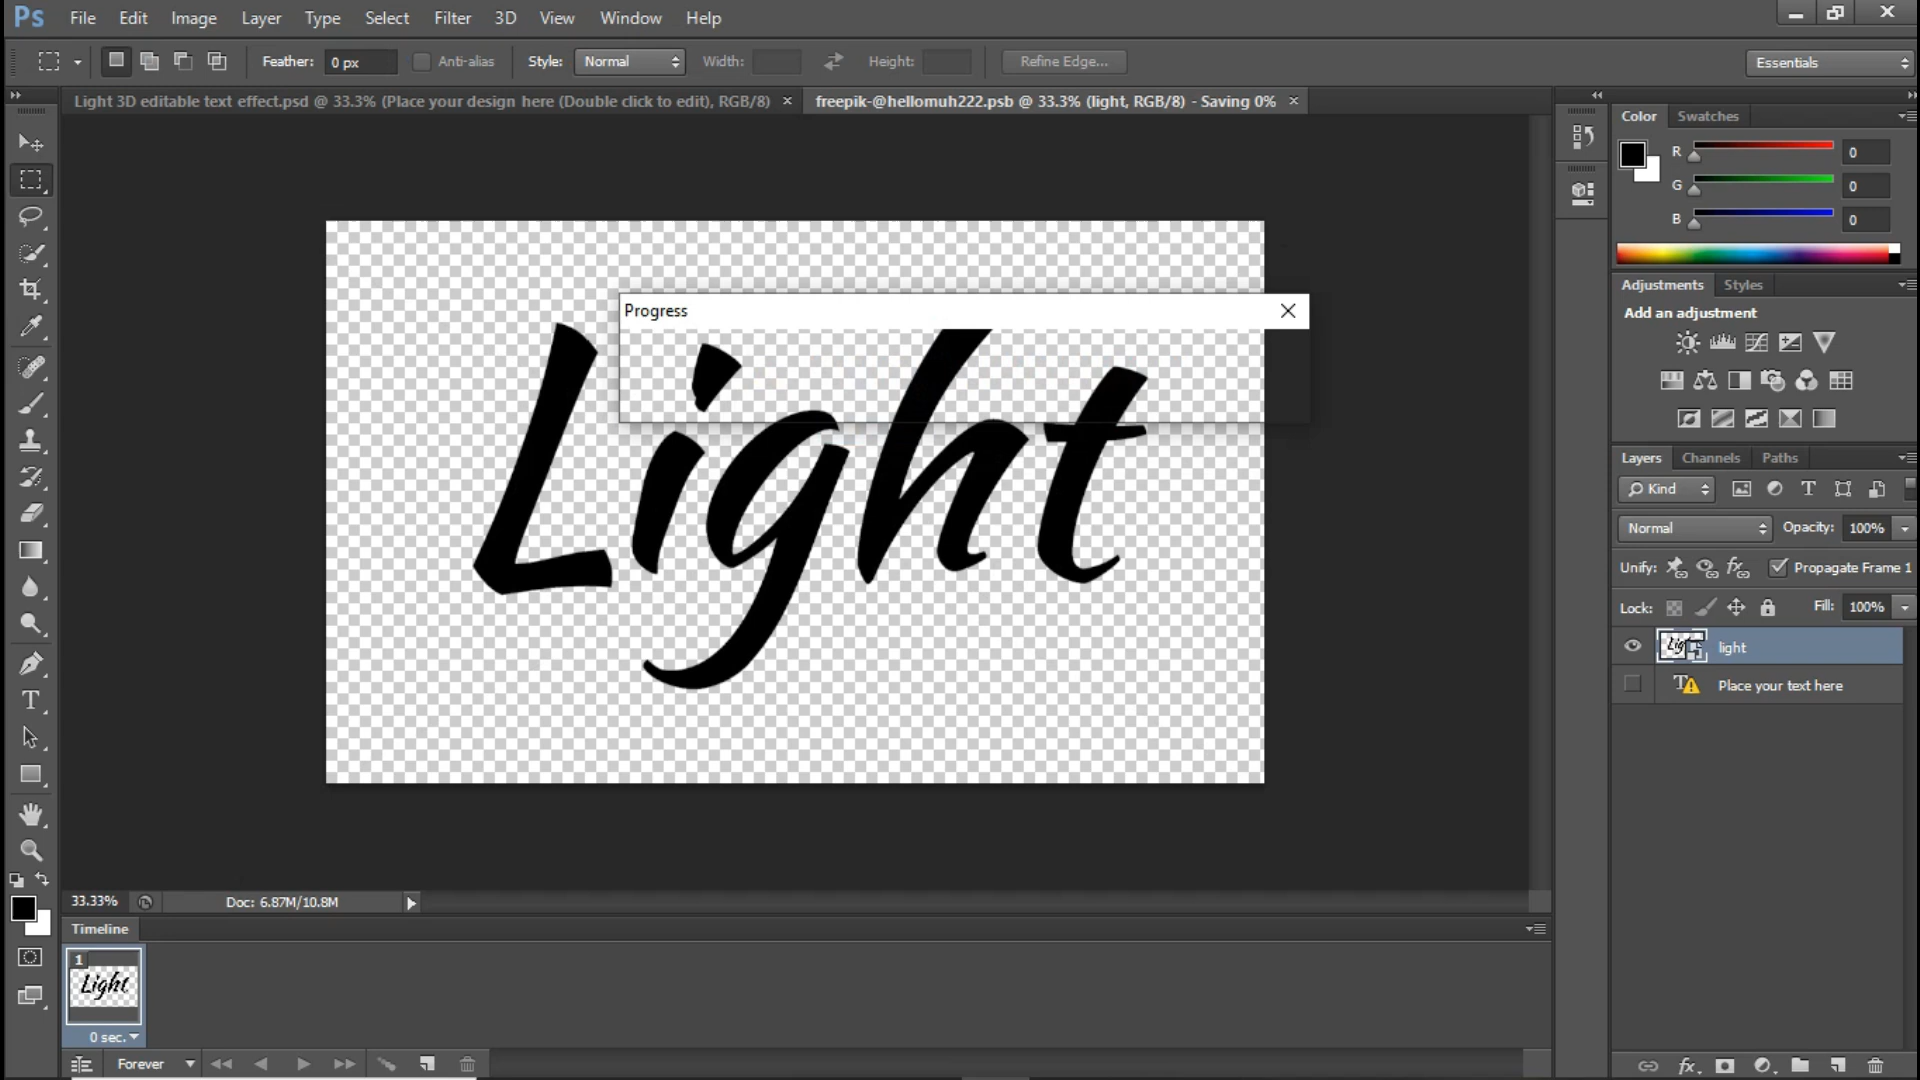 Ps File Edit Image Layer Type Select Filter 3D View Window Help
Feather: 0 px Anti-alias Style: Normal Width: Height: Refine Edge... Essentials
Light 3D editable text effect.psd @ 33.3% (Place your design here (Double click to edit), RGB/8) × freepik-@hellomuh222.psb @ 33.3% (light, RGB/8) - Saving 0% ×
Color Swatches
R 0
G 0
B 0
Adjustments Styles
Add an adjustment
Progress
Light
Layers Channels Paths
Kind
Normal Opacity: 100%
Unify: Propagate Frame 1
Lock: Fill: 100%
light
Place your text here
33.33% Doc: 6.87M/10.8M
Timeline
1
Light
0 sec.
Forever